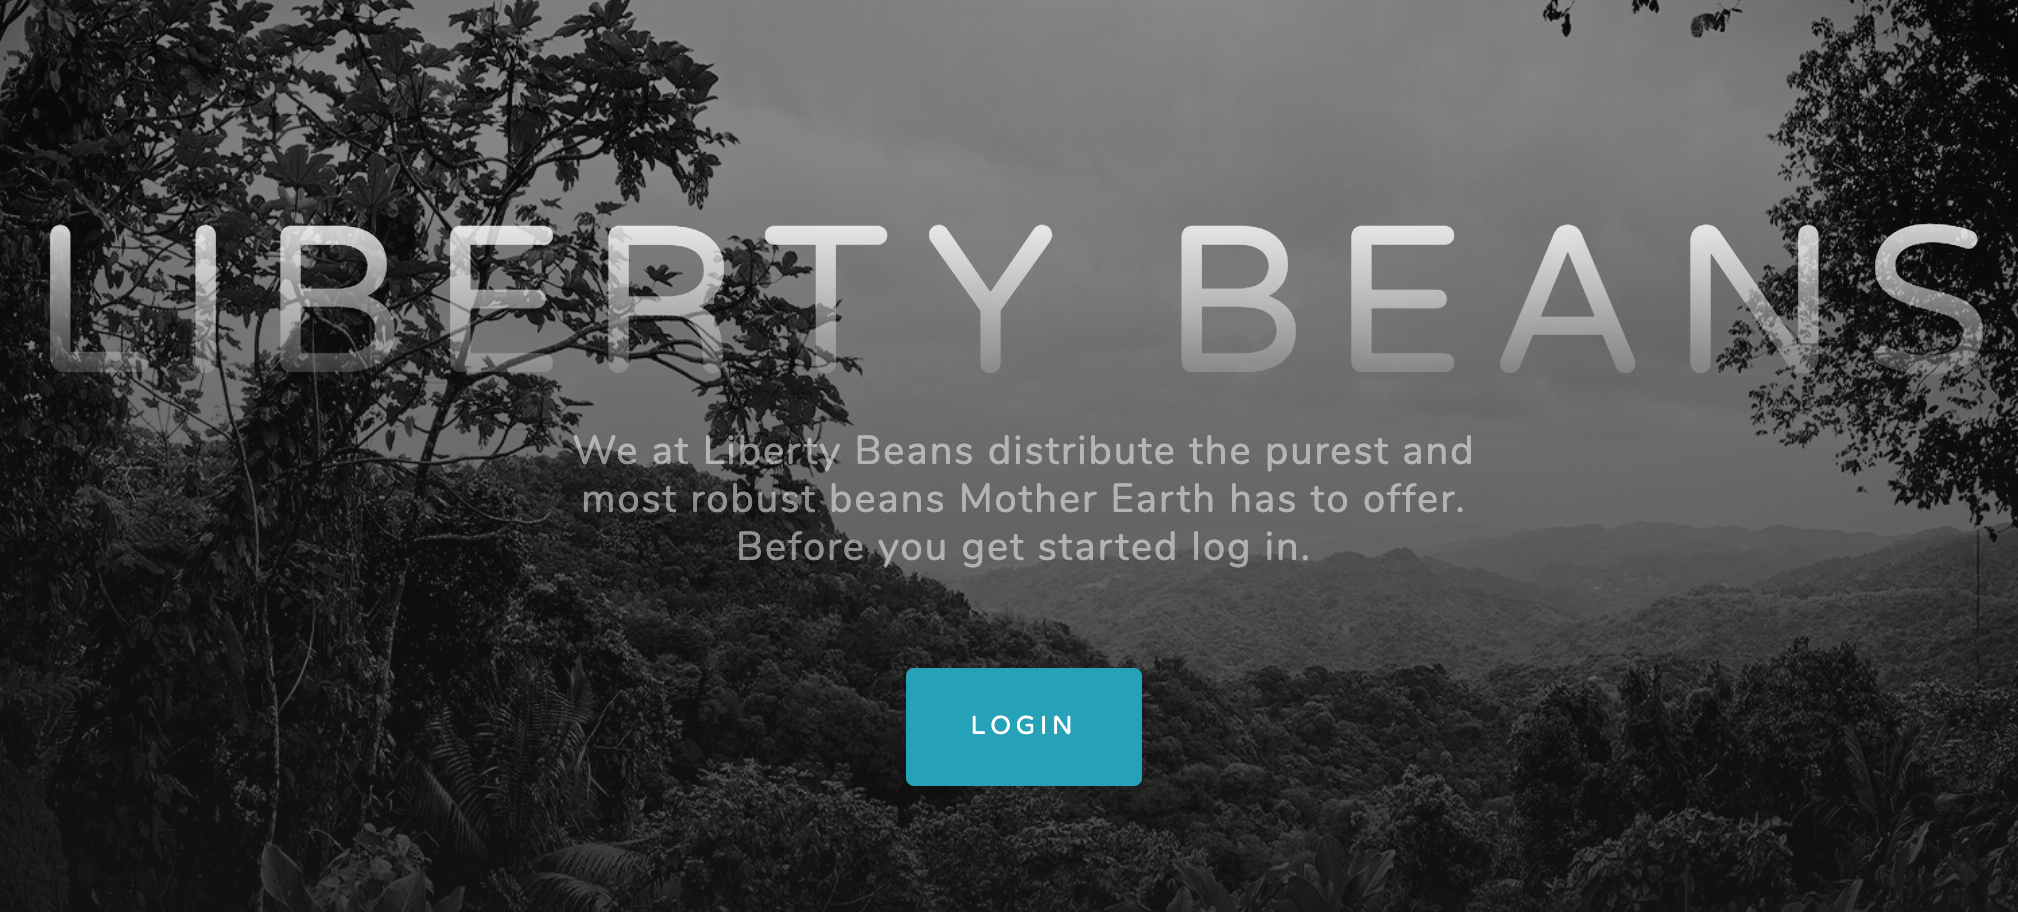 LIBERTY BEANS
We at Liberty Beans distribute the purest and
most robust beans Mother Earth has to offer.
Before you get started log in.
LOGIN